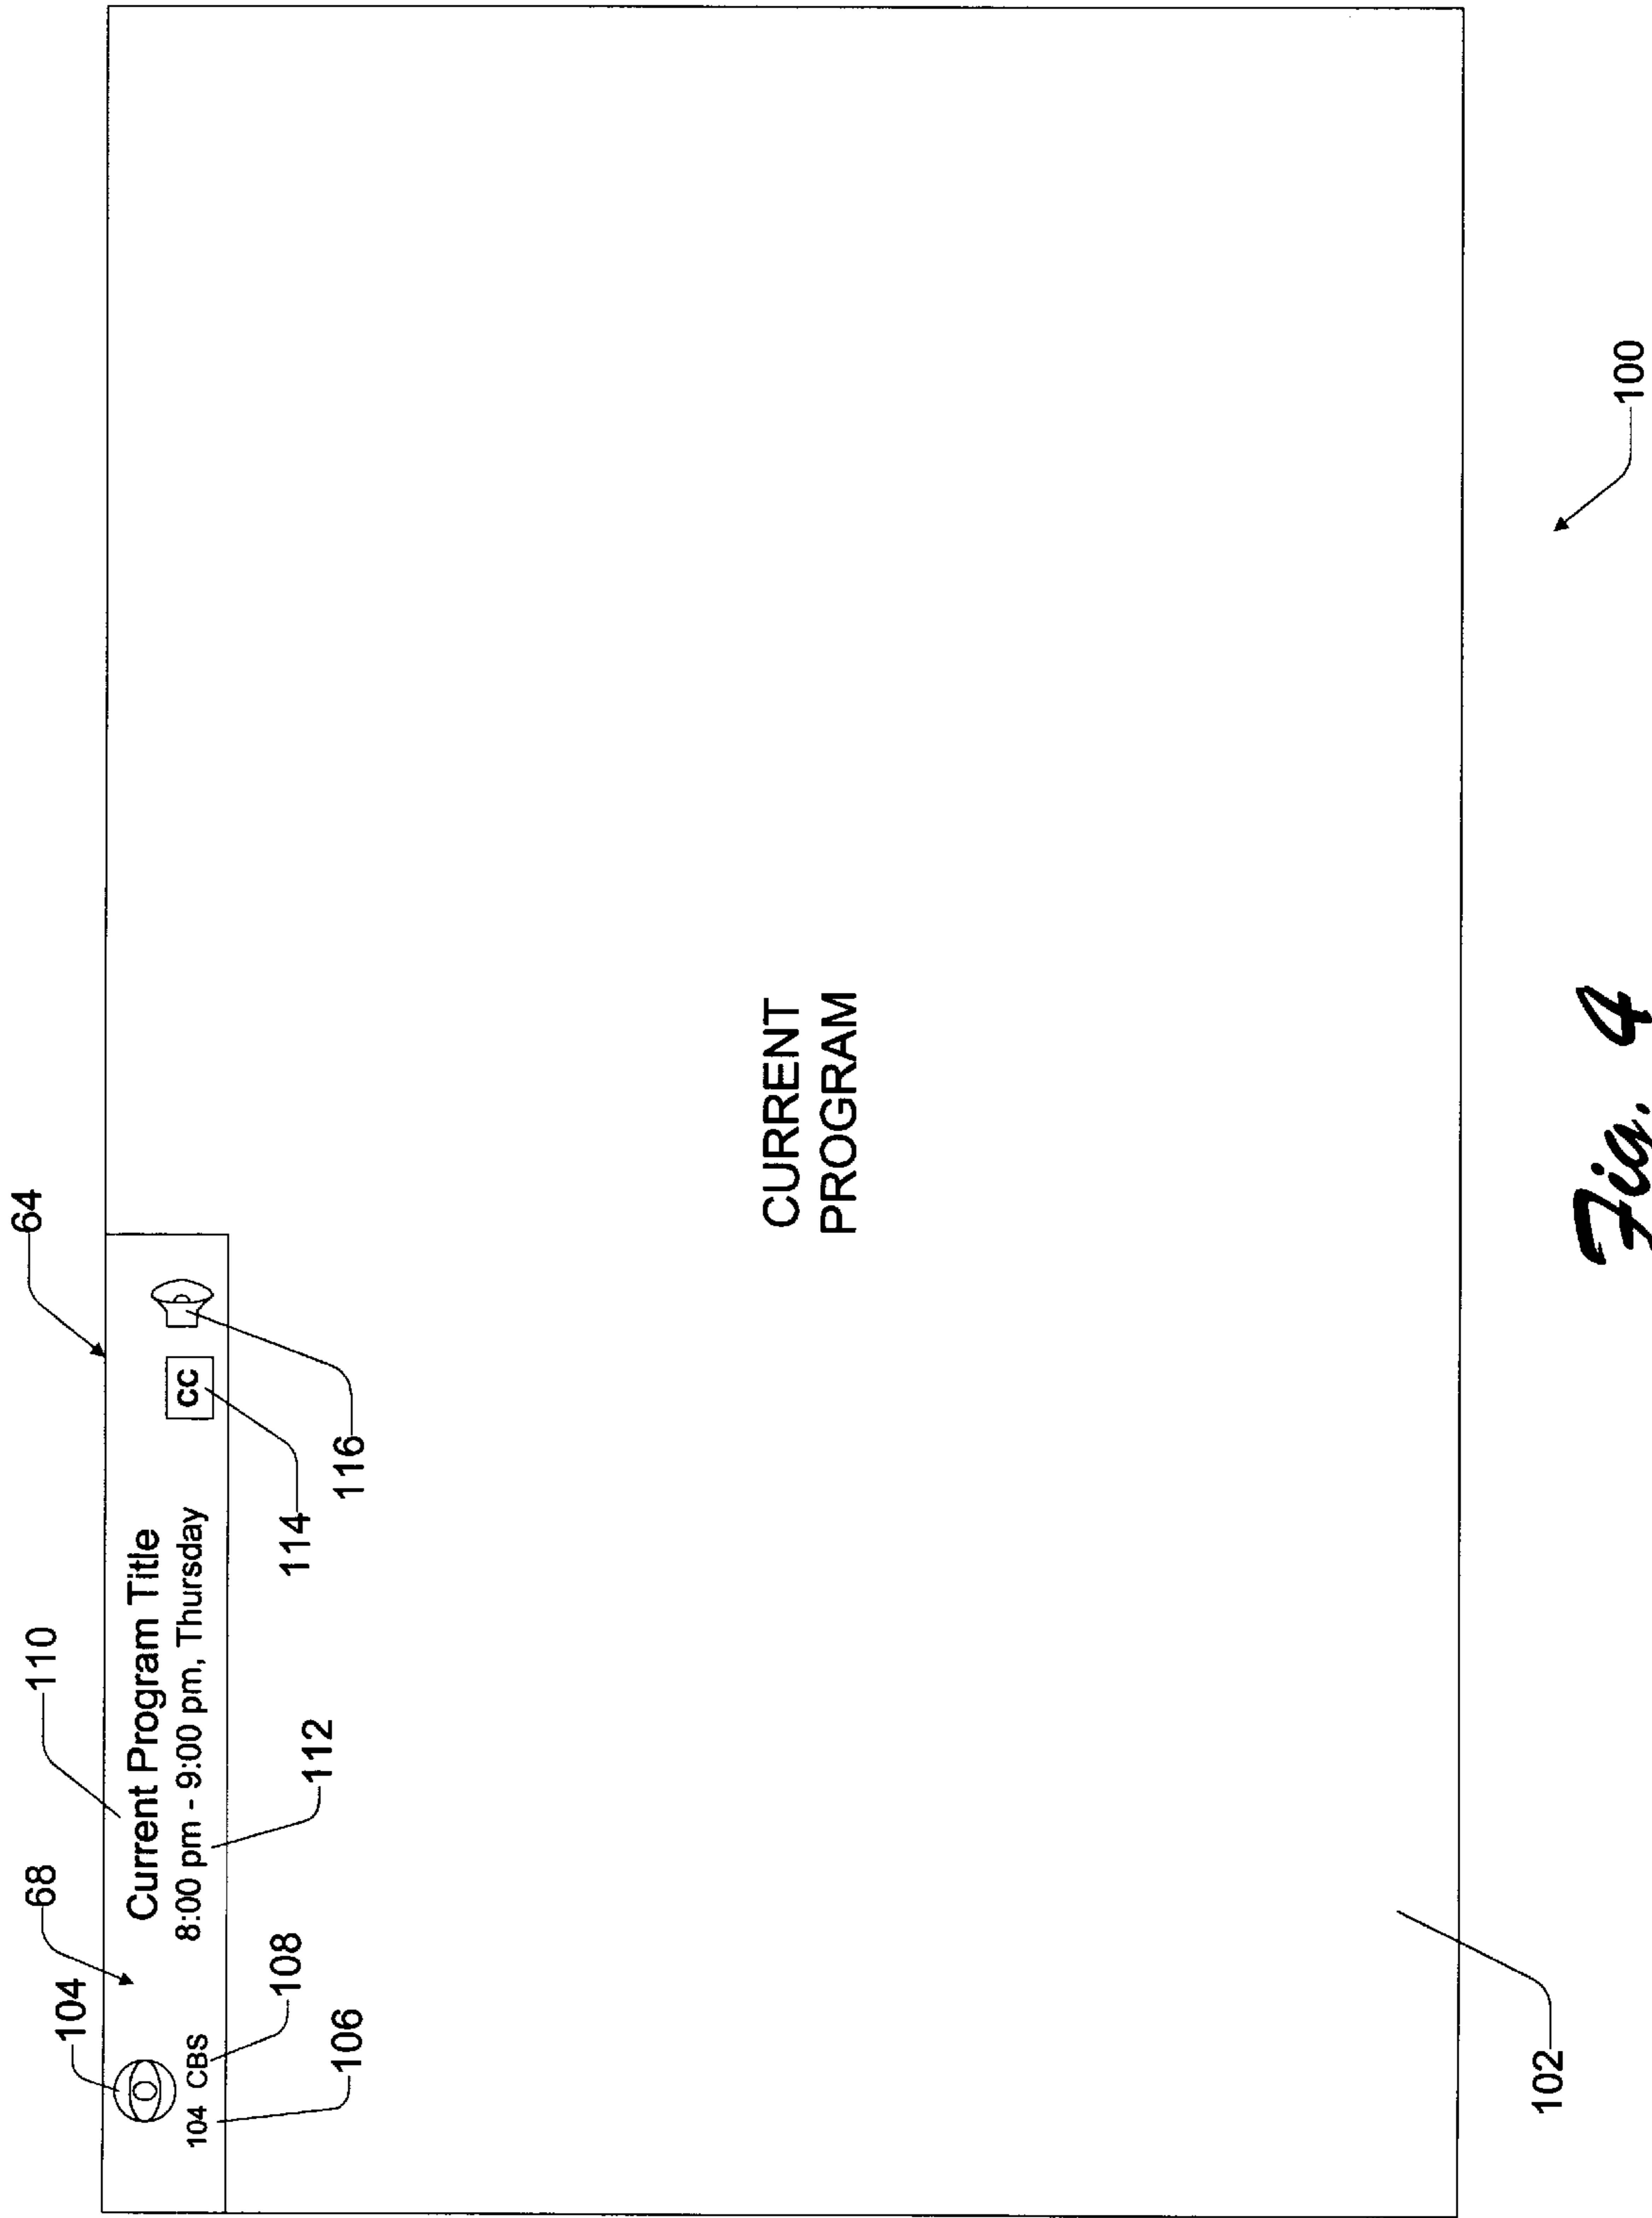 64
68
110
104
Current Program Title
8:00 pm - 9:00 pm, Thursday
CC
104 CBS
108
106
112
114
116
CURRENT
PROGRAM
102
100
Fig. 4